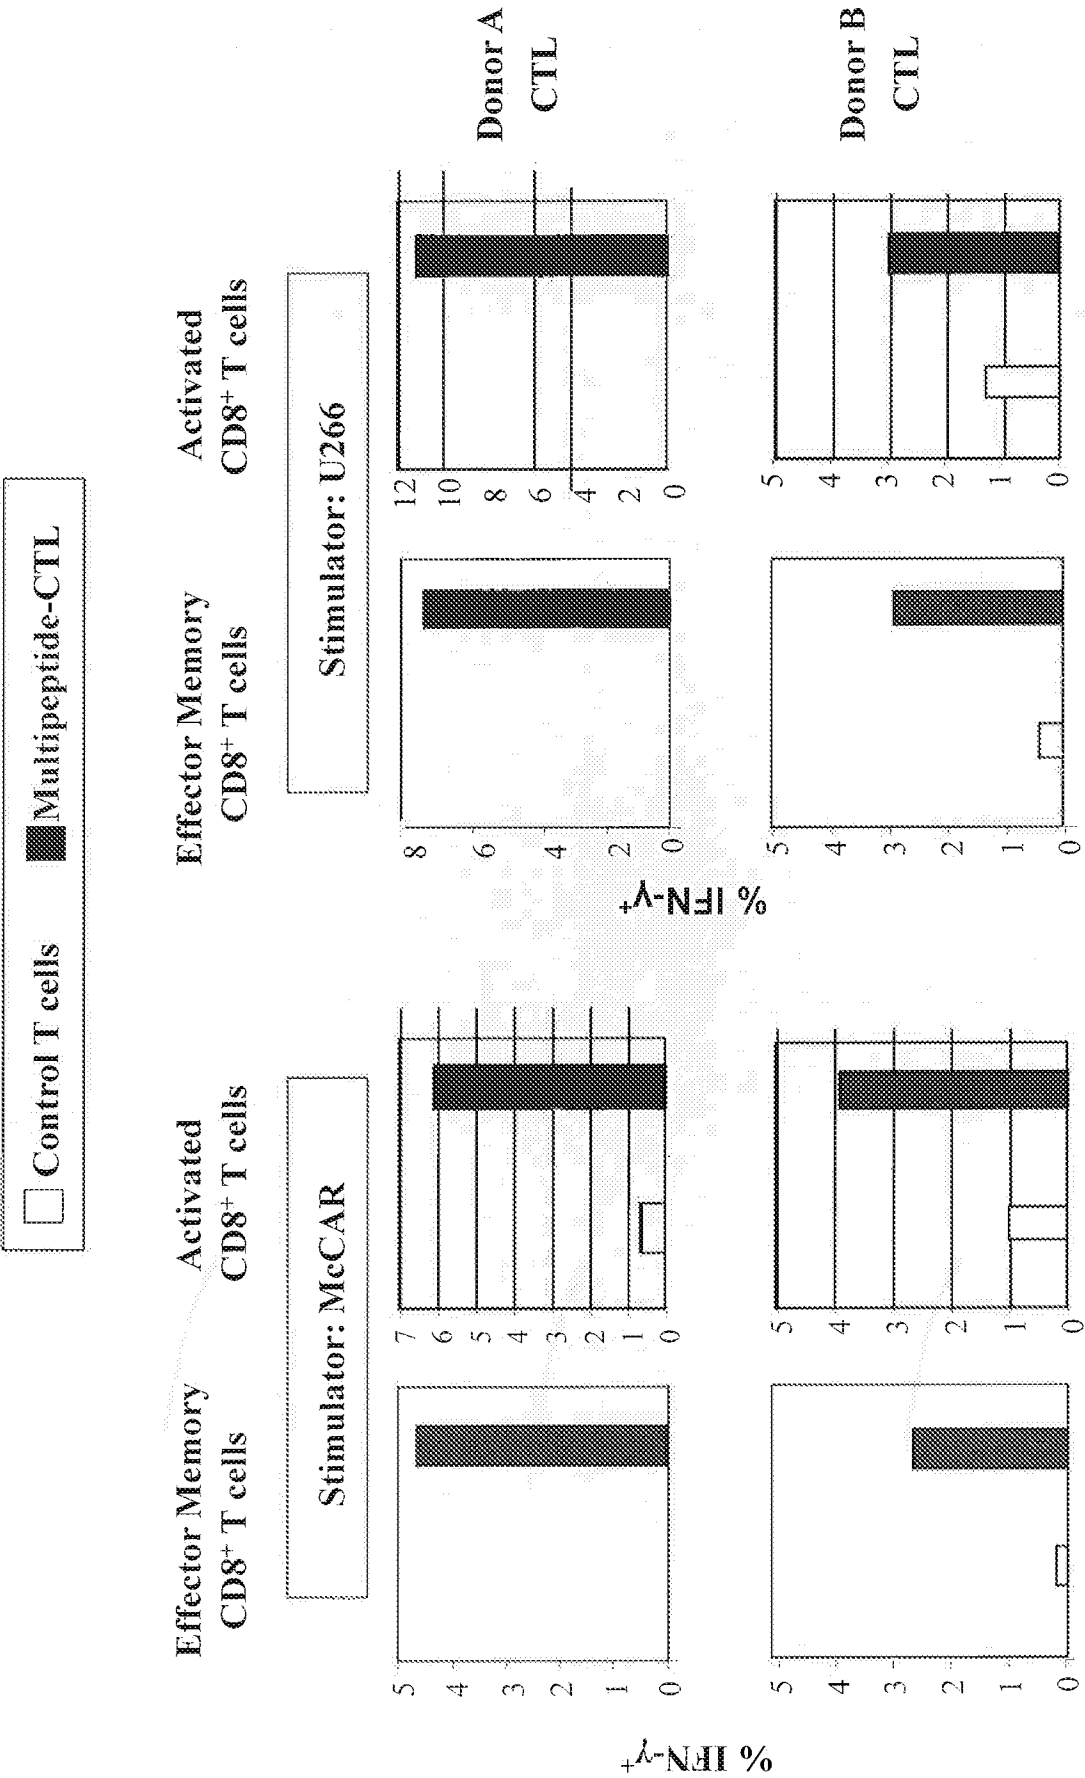 Control T cells Multipeptide-CTL
Effector Memory
CD8+ T cells
Activated
CD8+ T cells
Effector Memory
CD8+ T cells
Activated
CD8+ T cells
Stimulator: McCAR
Stimulator: U266
% IFN-γ+
5
4
3
2
1
0
7
6
5
4
3
2
1
0
% IFN-γ+
8
6
4
2
0
12
10
8
6
4
2
0
Donor A
CTL
5
4
3
2
1
0
5
4
3
2
1
0
5
4
3
2
1
0
5
4
3
2
1
0
Donor B
CTL